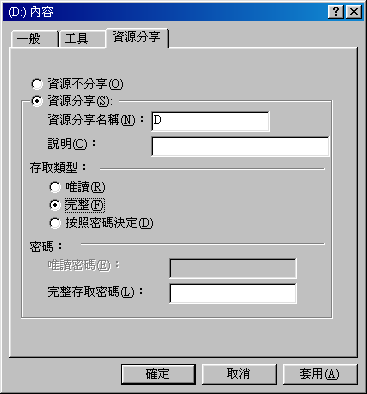 (D:) 內容
一般 工具 資源分享
資源不分享(O)
資源分享(S):
資源分享名稱(N): D
說明(C):
存取類型:
唯讀(R)
完整(F)
按照密碼決定(D)
密碼:
唯讀密碼(E):
完整存取密碼(L):
確定 取消 套用(A)